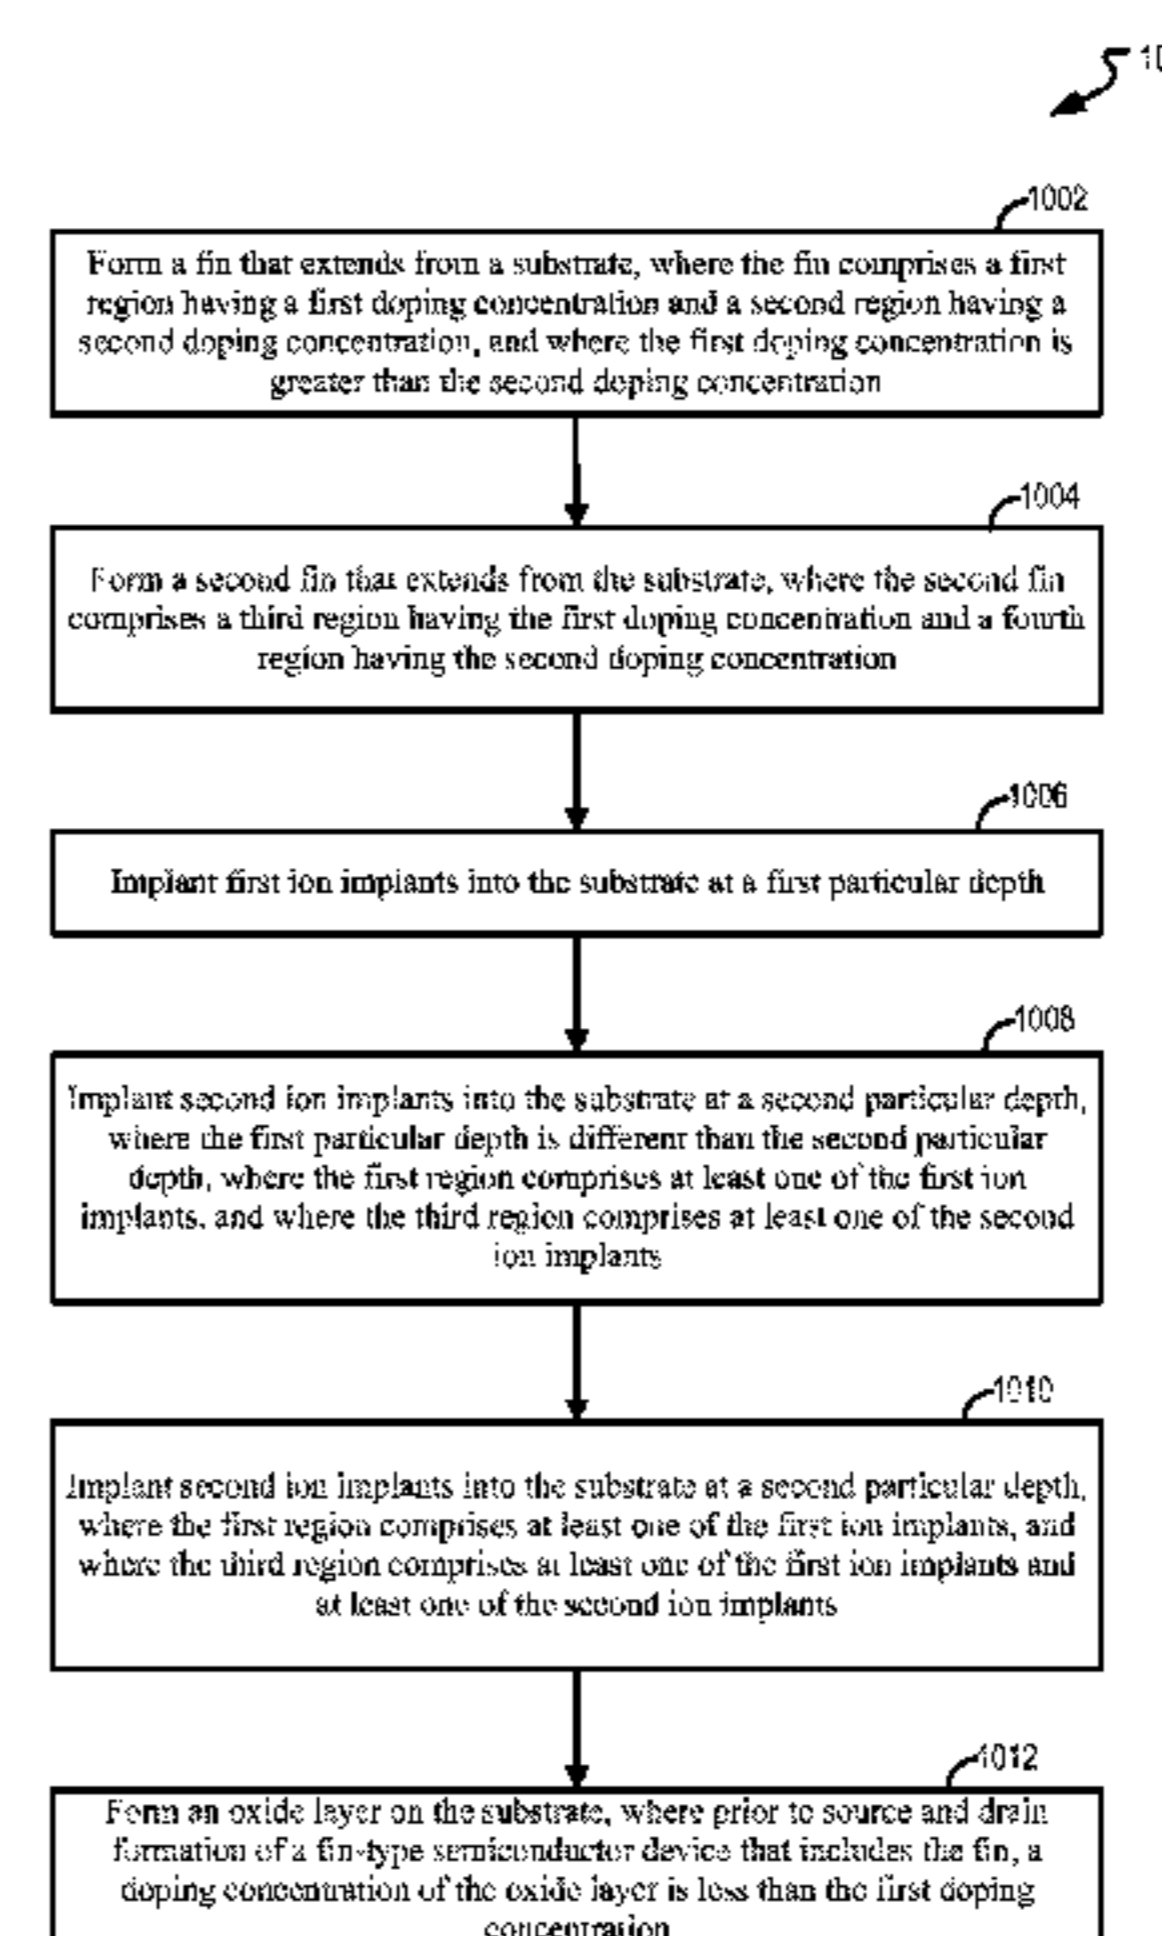 10
1002
Form a fin that extends from a substrate, where the fin comprises a first
region having a first doping concentration and a second region having a
second doping concentration, and where the first doping concentration is
greater than the second doping concentration
1004
Form a second fin that extends from the substrate, where the second fin
comprises a third region having the first doping concentration and a fourth
region having the second doping concentration
1006
Implant first ion implants into the substrate at a first particular depth
1008
Implant second ion implants into the substrate at a second particular depth,
where the first particular depth is different than the second particular
depth, where the first region comprises at least one of the first ion
implants, and where the third region comprises at least one of the second
ion implants
1010
Implant second ion implants into the substrate at a second particular depth,
where the first region comprises at least one of the first ion implants, and
where the third region comprises at least one of the first ion implants and
at least one of the second ion implants
1012
Form an oxide layer on the substrate, where prior to source and drain
formation of a fin-type semiconductor device that includes the fin, a
doping concentration of the oxide layer is less than the first doping
concentration